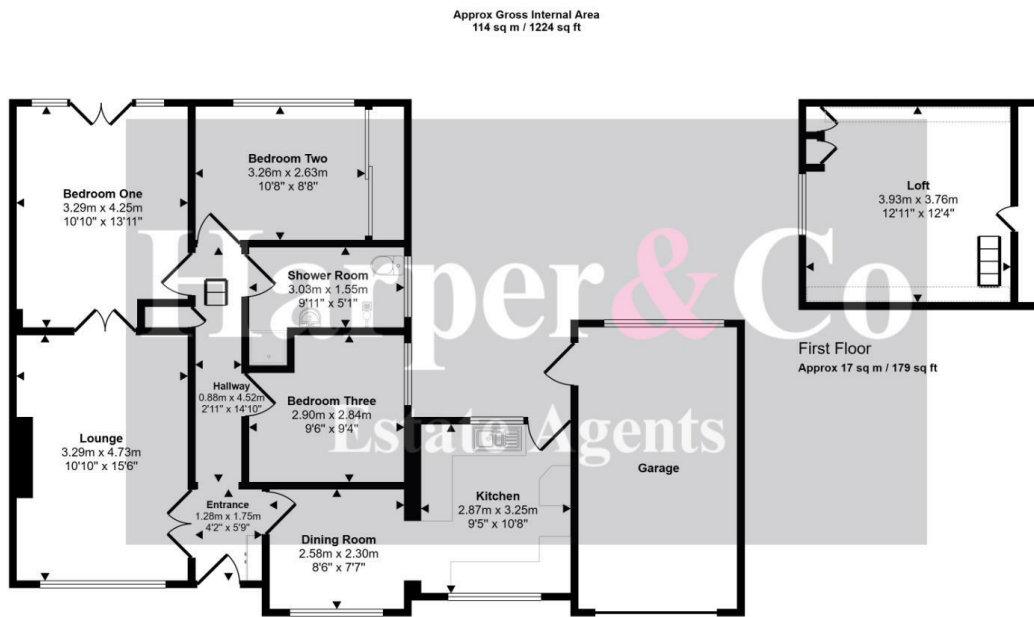 Approx Gross Internal Area
114 sq m / 1224 sq ft
Bedroom One
3.29m x 4.25m
10'10" x 13'11"
Bedroom Two
3.26m x 2.63m
10'8" x 8'8"
Loft
3.93m x 3.76m
12'11" x 12'4"
Harper&Co
Estate Agents
Shower Room
3.03m x 1.55m
9'11" x 5'1"
First Floor
Approx 17 sq m / 179 sq ft
Hallway
0.88m x 4.52m
2'11" x 14'10"
Bedroom Three
2.90m x 2.84m
9'6" x 9'4"
Lounge
3.29m x 4.73m
10'10" x 15'6"
Garage
Entrance
1.28m x 1.75m
4'2" x 5'9"
Kitchen
2.87m x 3.25m
9'5" x 10'8"
Dining Room
2.58m x 2.30m
8'6" x 7'7"